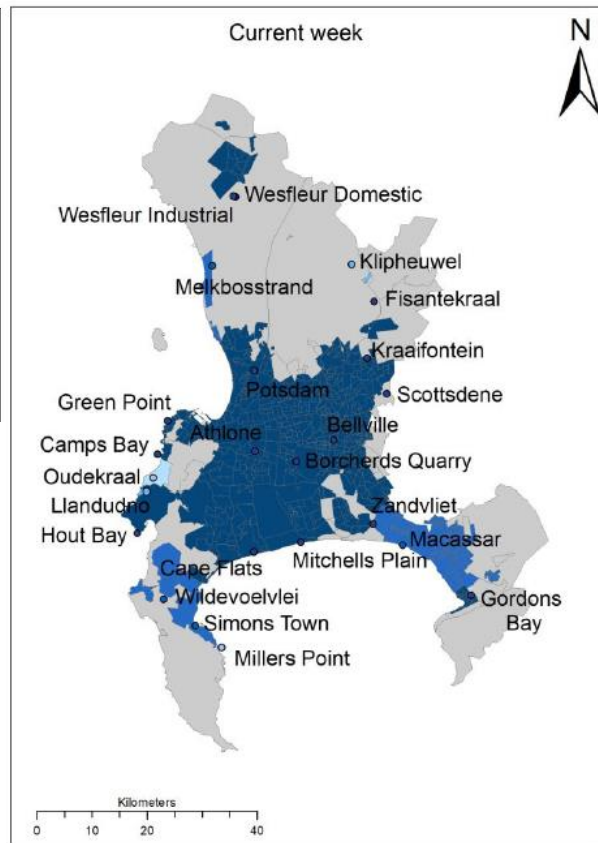 Current week
N
Wesfleur Domestic
Wesfleur Industrial
Klipheuwel
Melkbosstrand
Fisantekraal
Kraaifontein
Potsdam
Scottsdene
Green Point
Bellville
Athlone
Camps Bay
Borcherds Quarry
Oudekraal
Llandudno
Zandvliet
Hout Bay
Macassar
Mitchells Plain
Cape Flats
Wildevoelvlei
Gordons
Bay
Simons Town
Millers Point
Kilometers
0 10 20 40